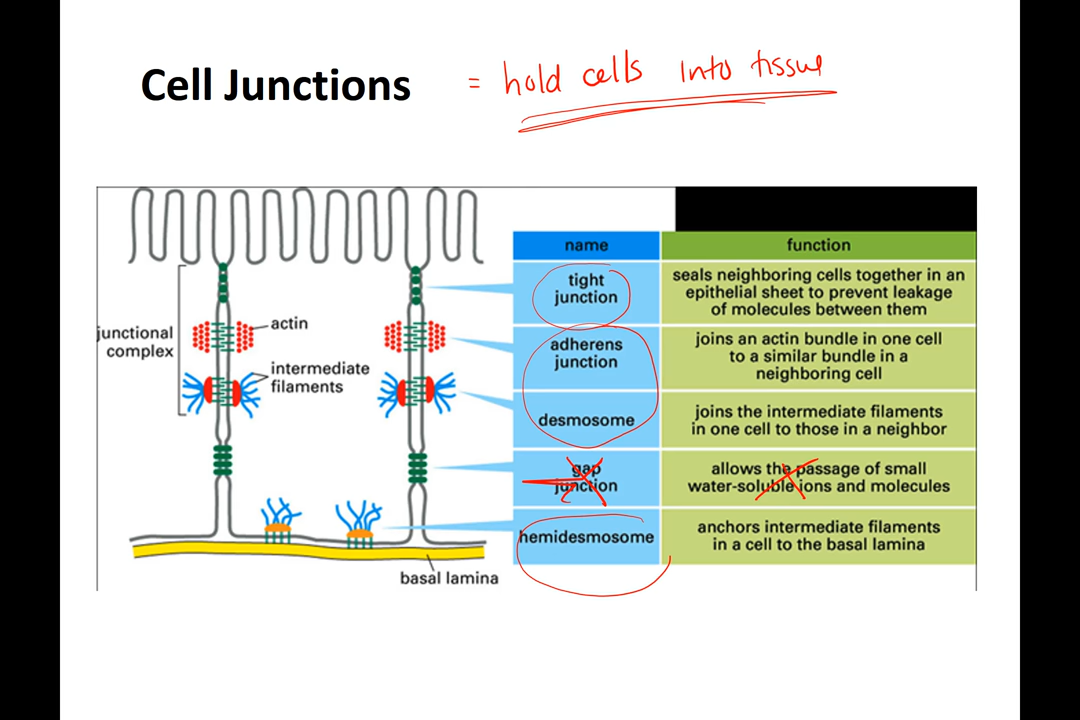 Cell Junctions = hold cells into tissue
name function
tight
junction
seals neighboring cells together in an
epithelial sheet to prevent leakage
of molecules between them
junctional
complex
actin
adherens
junction
joins an actin bundle in one cell
to a similar bundle in a
neighboring cell
intermediate
filaments
desmosome
joins the intermediate filaments
in one cell to those in a neighbor
gap
junction
allows the passage of small
water-soluble ions and molecules
hemidesmosome
anchors intermediate filaments
in a cell to the basal lamina
basal lamina